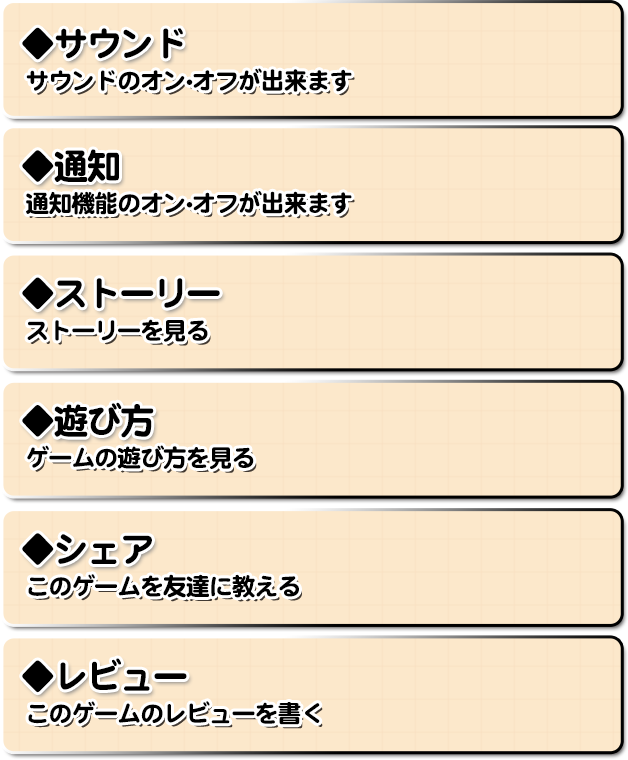 ◆サウンド
サウンドのオン・オフが出来ます
◆通知
通知機能のオン・オフが出来ます
◆ストーリー
ストーリーを見る
◆遊び方
ゲームの遊び方を見る
◆シェア
このゲームを友達に教える
◆レビュー
このゲームのレビューを書く